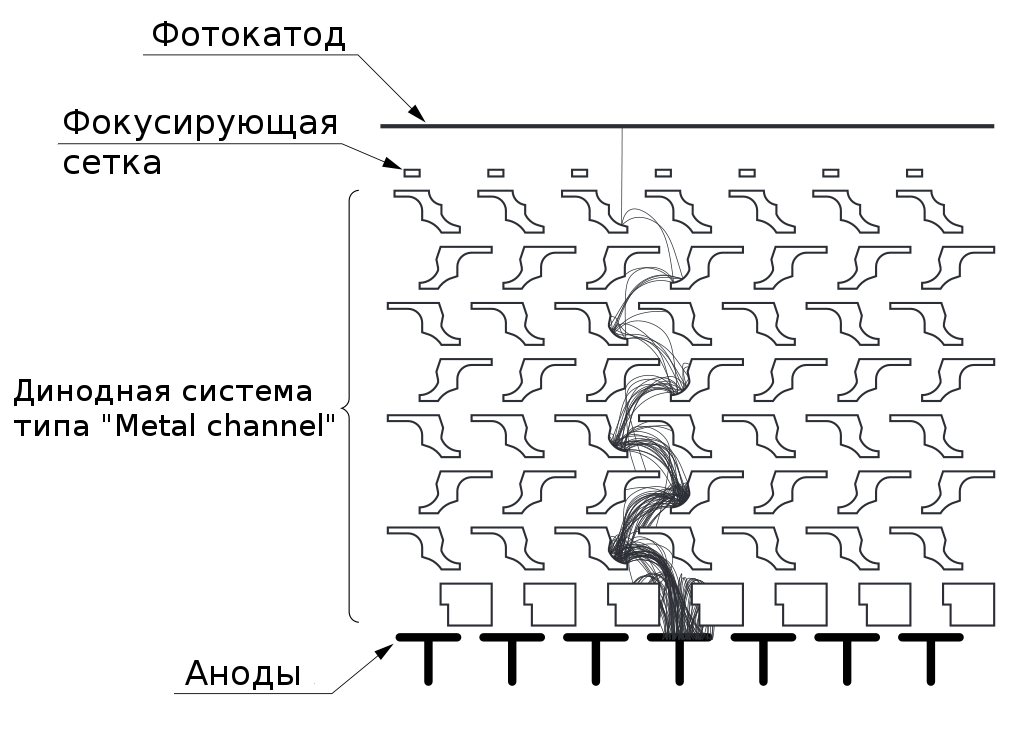 Фотокатод
Фокусирующая
сетка
Динодная система
типа "Metal channel"
Аноды